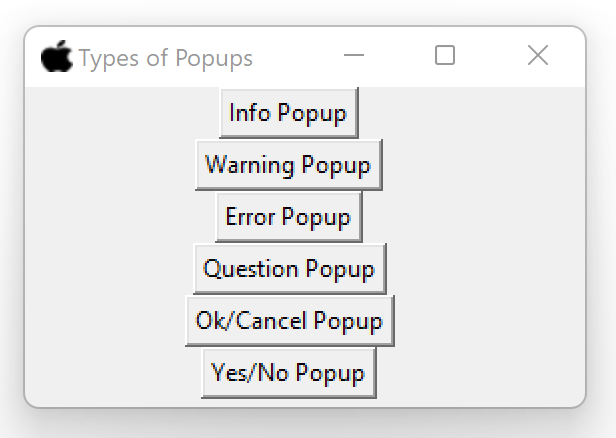 Types of Popups
Info Popup
Warning Popup
Error Popup
Question Popup
Ok/Cancel Popup
Yes/No Popup